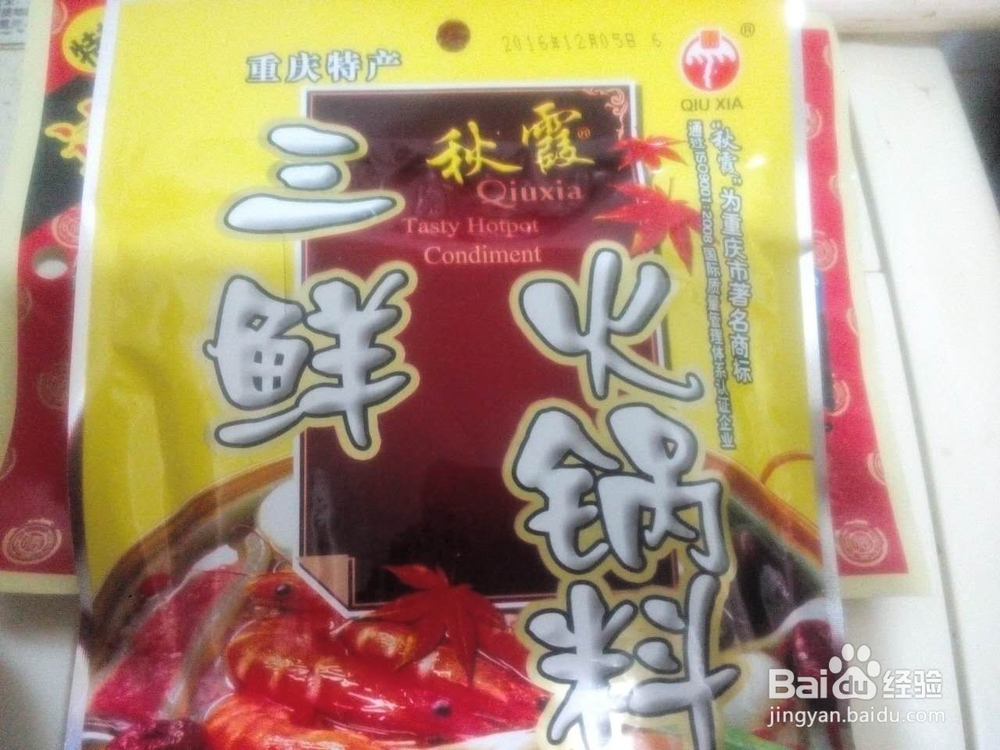 重庆特产
2016年12月05日 6
®
QIU XIA
秋霞®
Qiuxia
Tasty Hotpot
Condiment
三鲜
火锅料
“秋霞”为重庆市著名商标
通过ISO9001:2008国际质量管理体系认证企业
Baidu经验
jingyan.baidu.com